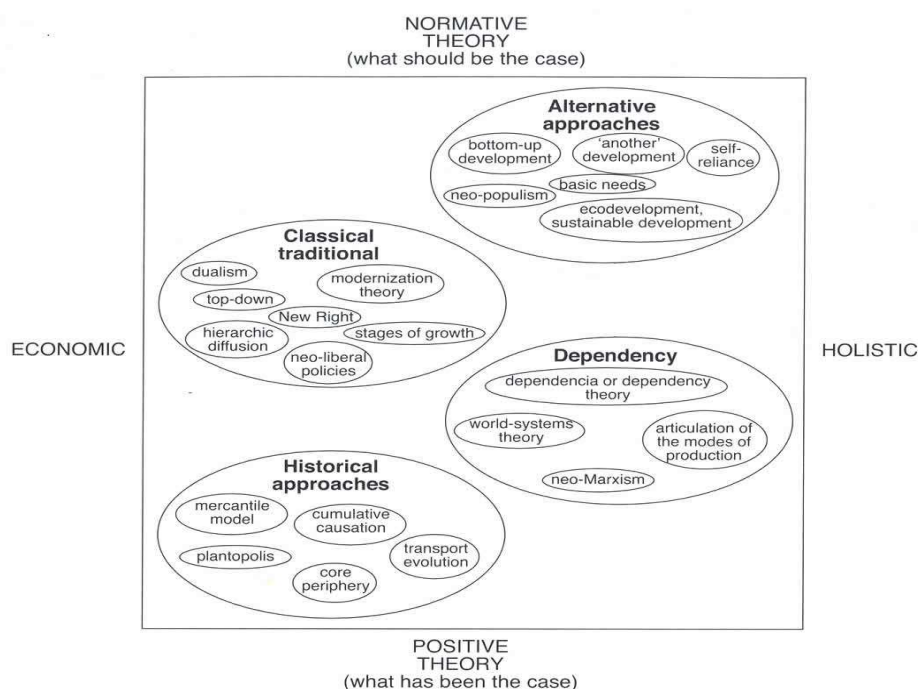 NORMATIVE
THEORY
(what should be the case)
Alternative
approaches
bottom-up
development
'another'
development
self-
reliance
neo-populism
basic needs
ecodevelopment,
sustainable development
Classical
traditional
dualism
modernization
theory
top-down
New Right
hierarchic
diffusion
stages of growth
neo-liberal
policies
ECONOMIC
HOLISTIC
Dependency
dependencia or dependency
theory
world-systems
theory
articulation of
the modes of
production
neo-Marxism
Historical
approaches
mercantile
model
cumulative
causation
plantopolis
transport
evolution
core
periphery
POSITIVE
THEORY
(what has been the case)